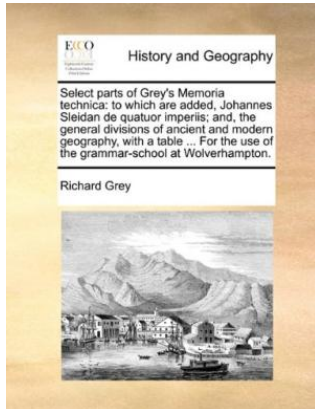 ECCO
History and Geography
Select parts of Grey's Memoria
technica: to which are added, Johannes
Sleidan de quatuor imperiis; and, the
general divisions of ancient and modern
geography, with a table ... For the use of
the grammar-school at Wolverhampton.
Richard Grey